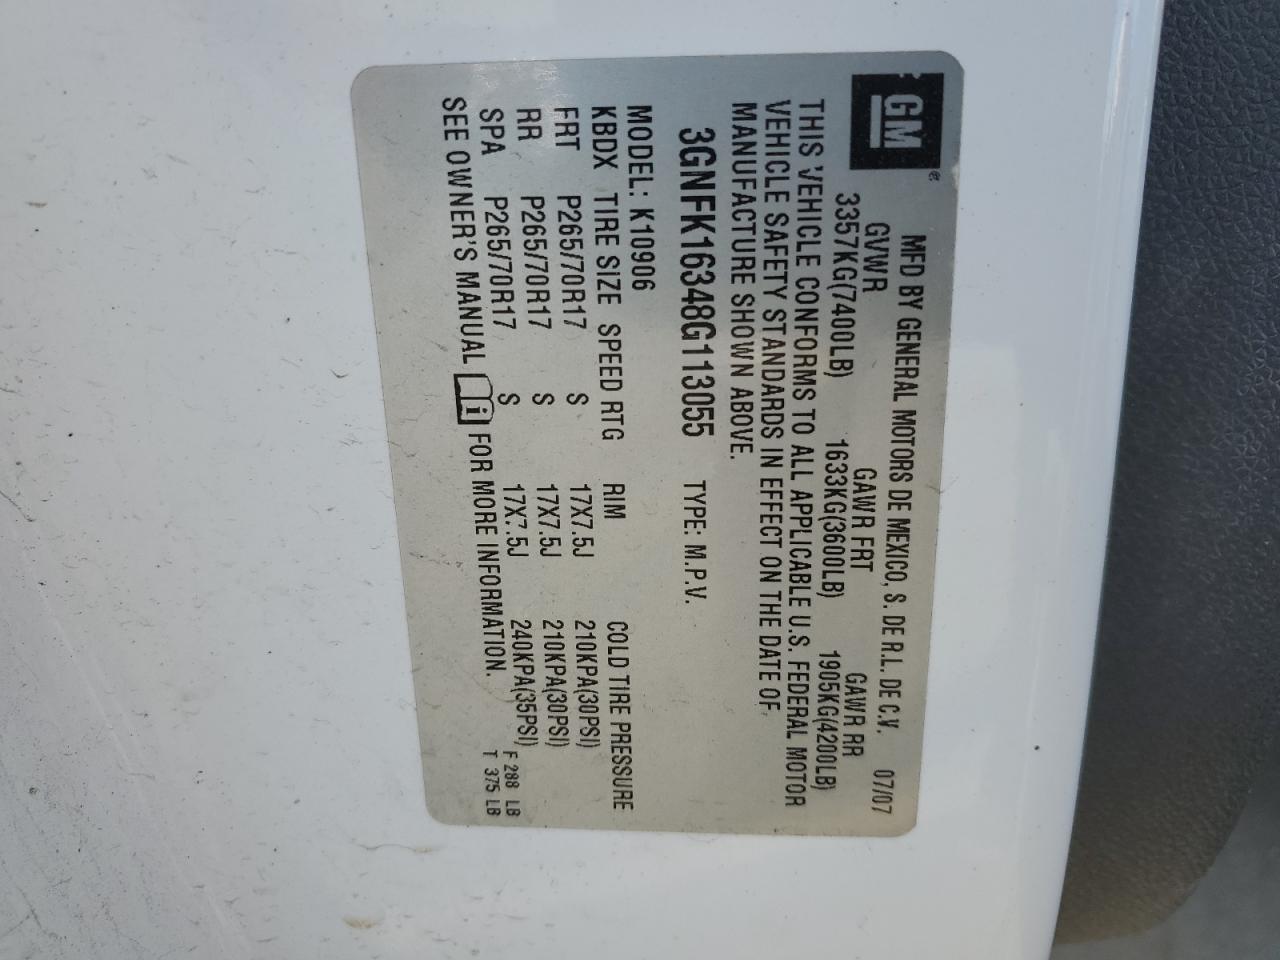 GM®
MFD BY GENERAL MOTORS DE MEXICO, S. DE R.L. DE C.V. 07/07
GVWR GAWR FRT GAWR RR
3357KG(7400LB) 1633KG(3600LB) 1905KG(4200LB)
THIS VEHICLE CONFORMS TO ALL APPLICABLE U.S. FEDERAL MOTOR
VEHICLE SAFETY STANDARDS IN EFFECT ON THE DATE OF
MANUFACTURE SHOWN ABOVE.
3GNFK16348G113055 TYPE: M.P.V.
MODEL: K10906
KBDX TIRE SIZE SPEED RTG RIM COLD TIRE PRESSURE
FRT P265/70R17 S 17X7.5J 210KPA(30PSI)
RR P265/70R17 S 17X7.5J 210KPA(30PSI)
SPA P265/70R17 S 17X7.5J 240KPA(35PSI) F 288 LB
SEE OWNER'S MANUAL i FOR MORE INFORMATION. T 375 LB